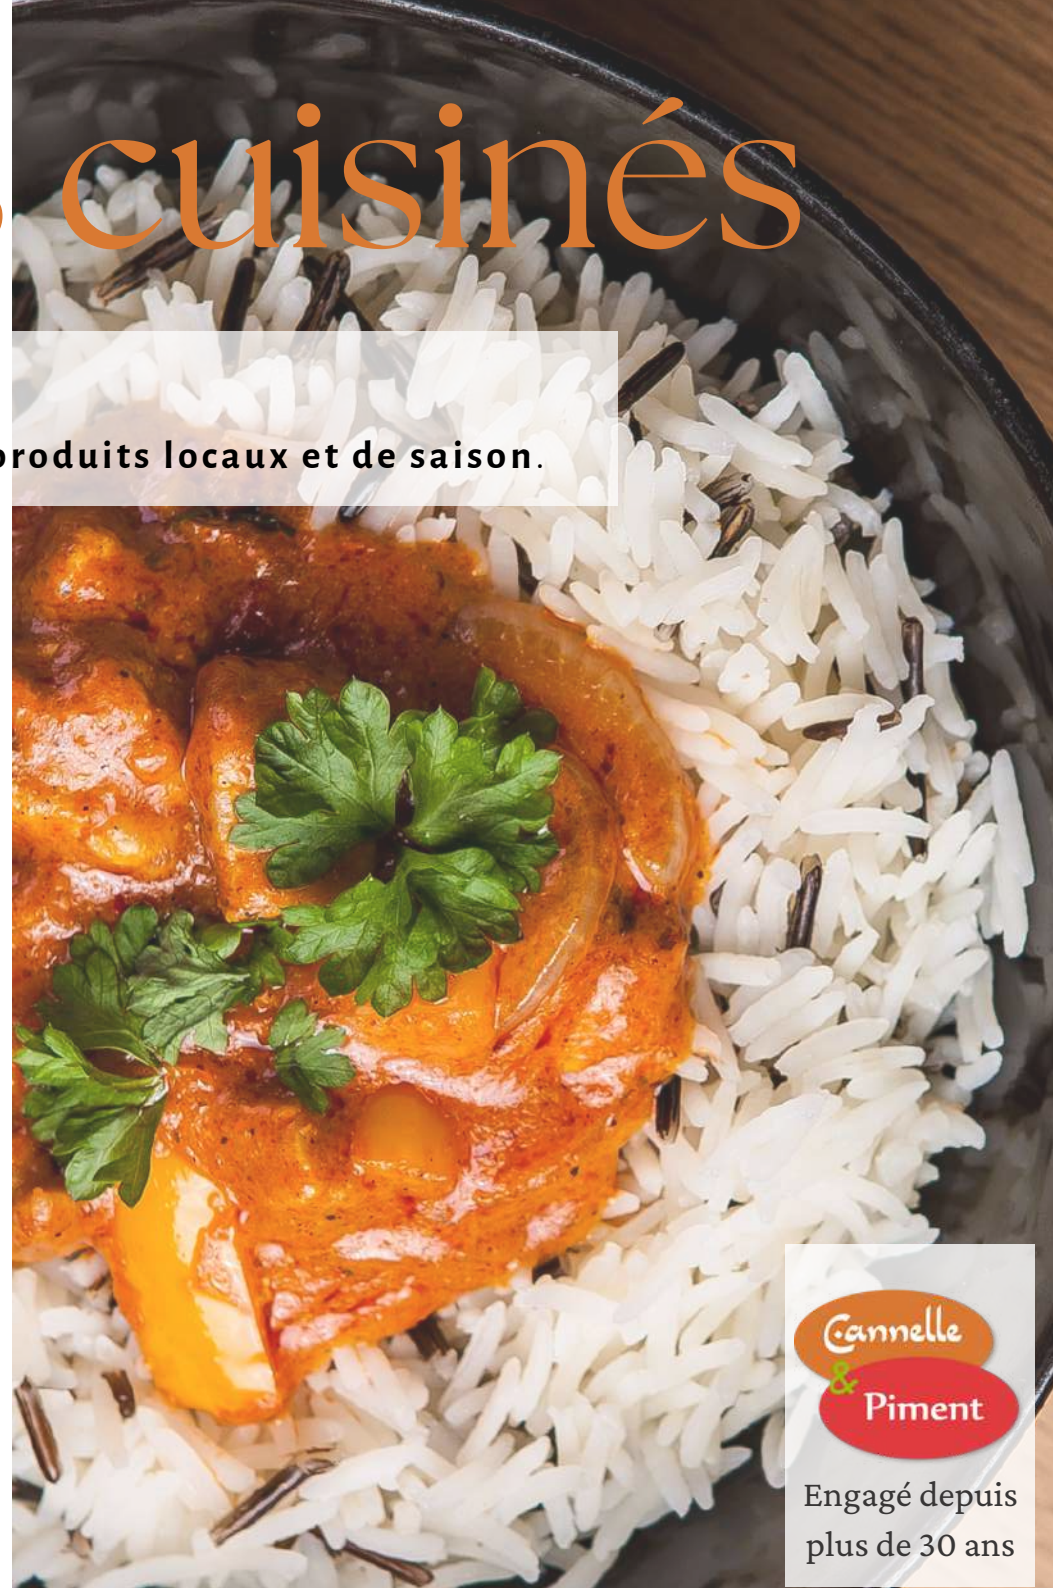 cuisinés
produits locaux et de saison.
Cannelle
&
Piment
Engagé depuis
plus de 30 ans